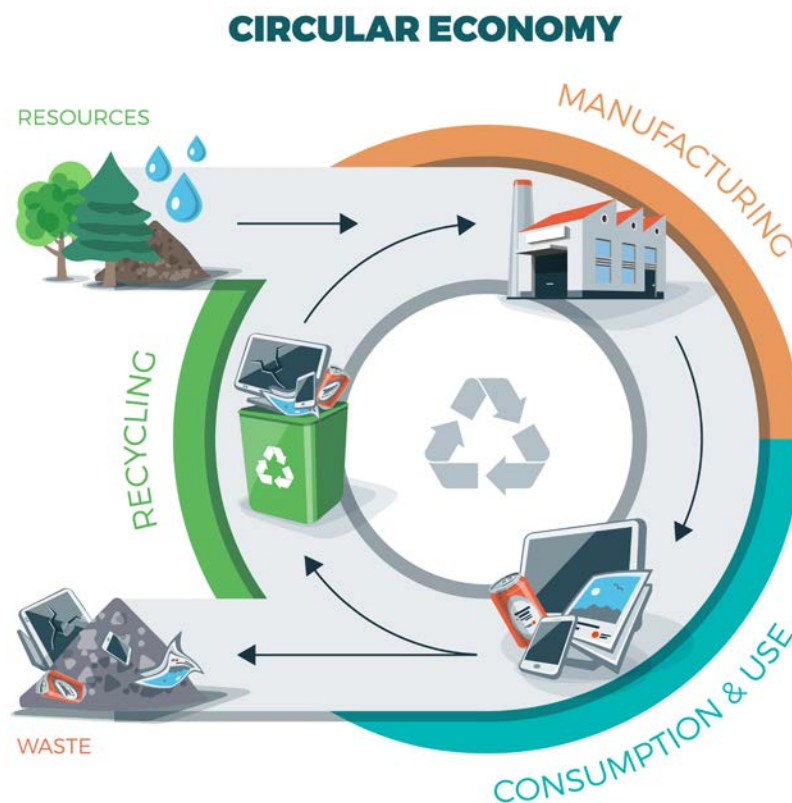 CIRCULAR ECONOMY
RESOURCES
MANUFACTURING
RECYCLING
CONSUMPTION & USE
WASTE